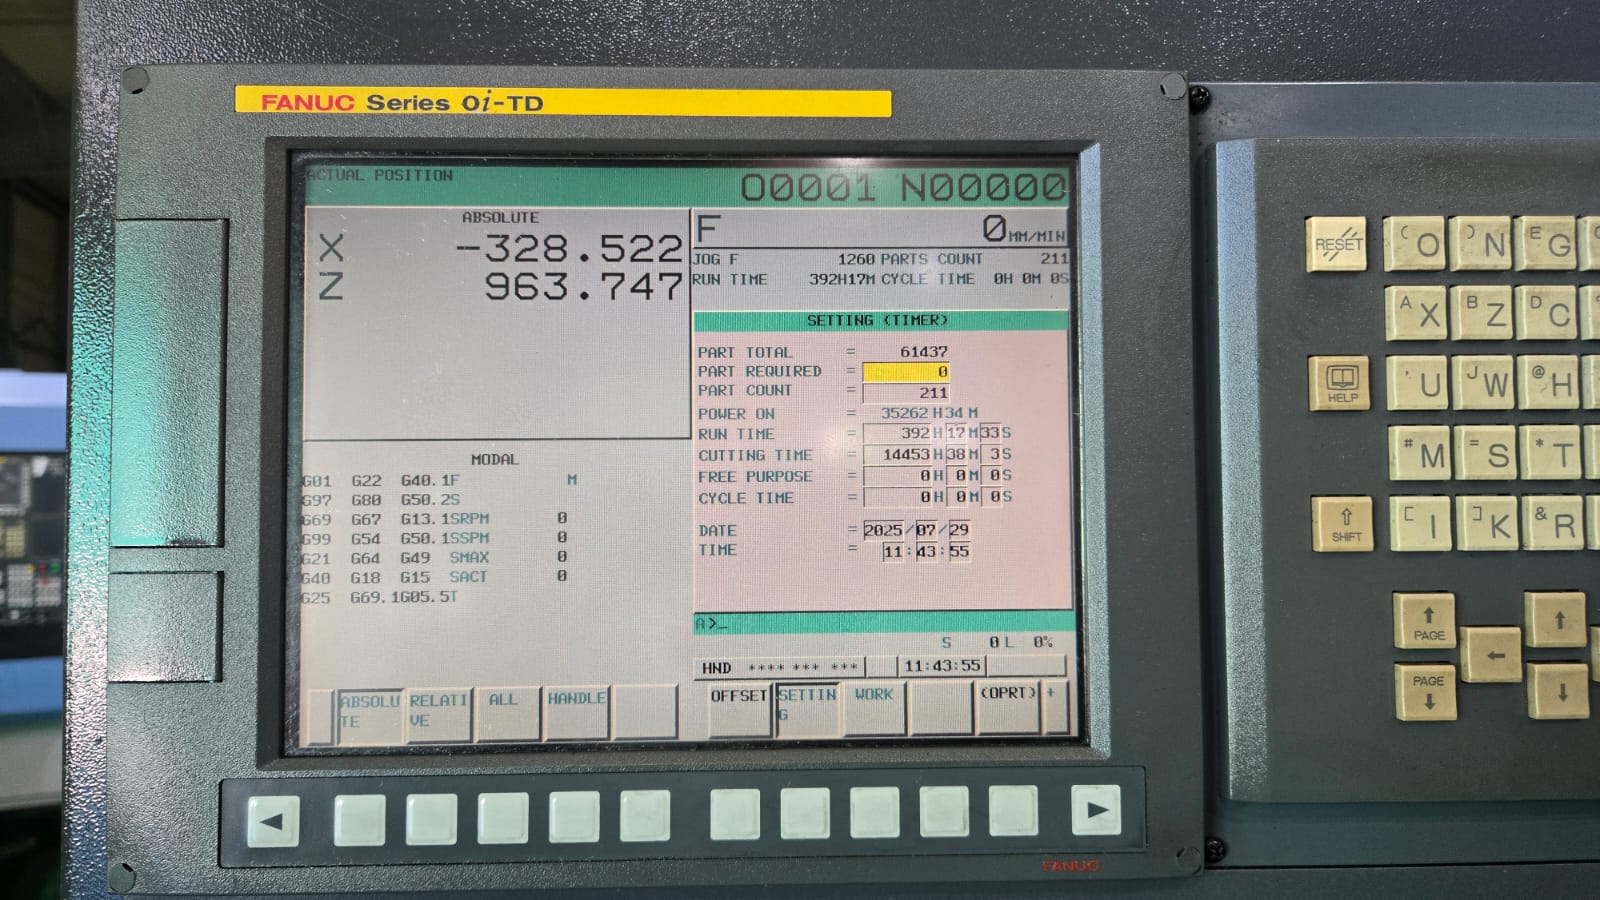 FANUC Series 0i-TD
ACTUAL POSITION
O0001 N00000
ABSOLUTE
X -328.522
Z 963.747
F 0 MM/MIN
JOG F 1260 PARTS COUNT 211
RUN TIME 392H17M CYCLE TIME 0H 0M 0S
SETTING (TIMER)
PART TOTAL = 61437
PART REQUIRED = 0
PART COUNT = 211
POWER ON = 35262 H 34 M
RUN TIME = 392 H 17 M 33 S
CUTTING TIME = 14453 H 38 M 3 S
FREE PURPOSE = 0 H 0 M 0 S
CYCLE TIME = 0 H 0 M 0 S
DATE = 2025/07/29
TIME = 11:43:55
MODAL
G01 G22 G40.1 F M
G97 G80 G50.2 S
G69 G67 G13.1 SRPM 0
G99 G54 G50.1 SSPM 0
G21 G64 G49 SMAX 0
G40 G18 G15 SACT 0
G25 G69.1 G05.5 T
A>_
S 0 L 0%
HND **** *** *** 11:43:55
ABSOLUTE RELATIVE ALL HANDLE
OFFSET SETTING WORK (OPRT) +
FANUC
RESET ( O ) N E G
A X B Z D C
HELP , U J W @ H
# M = S * T
SHIFT [ I ] K & R
PAGE
PAGE